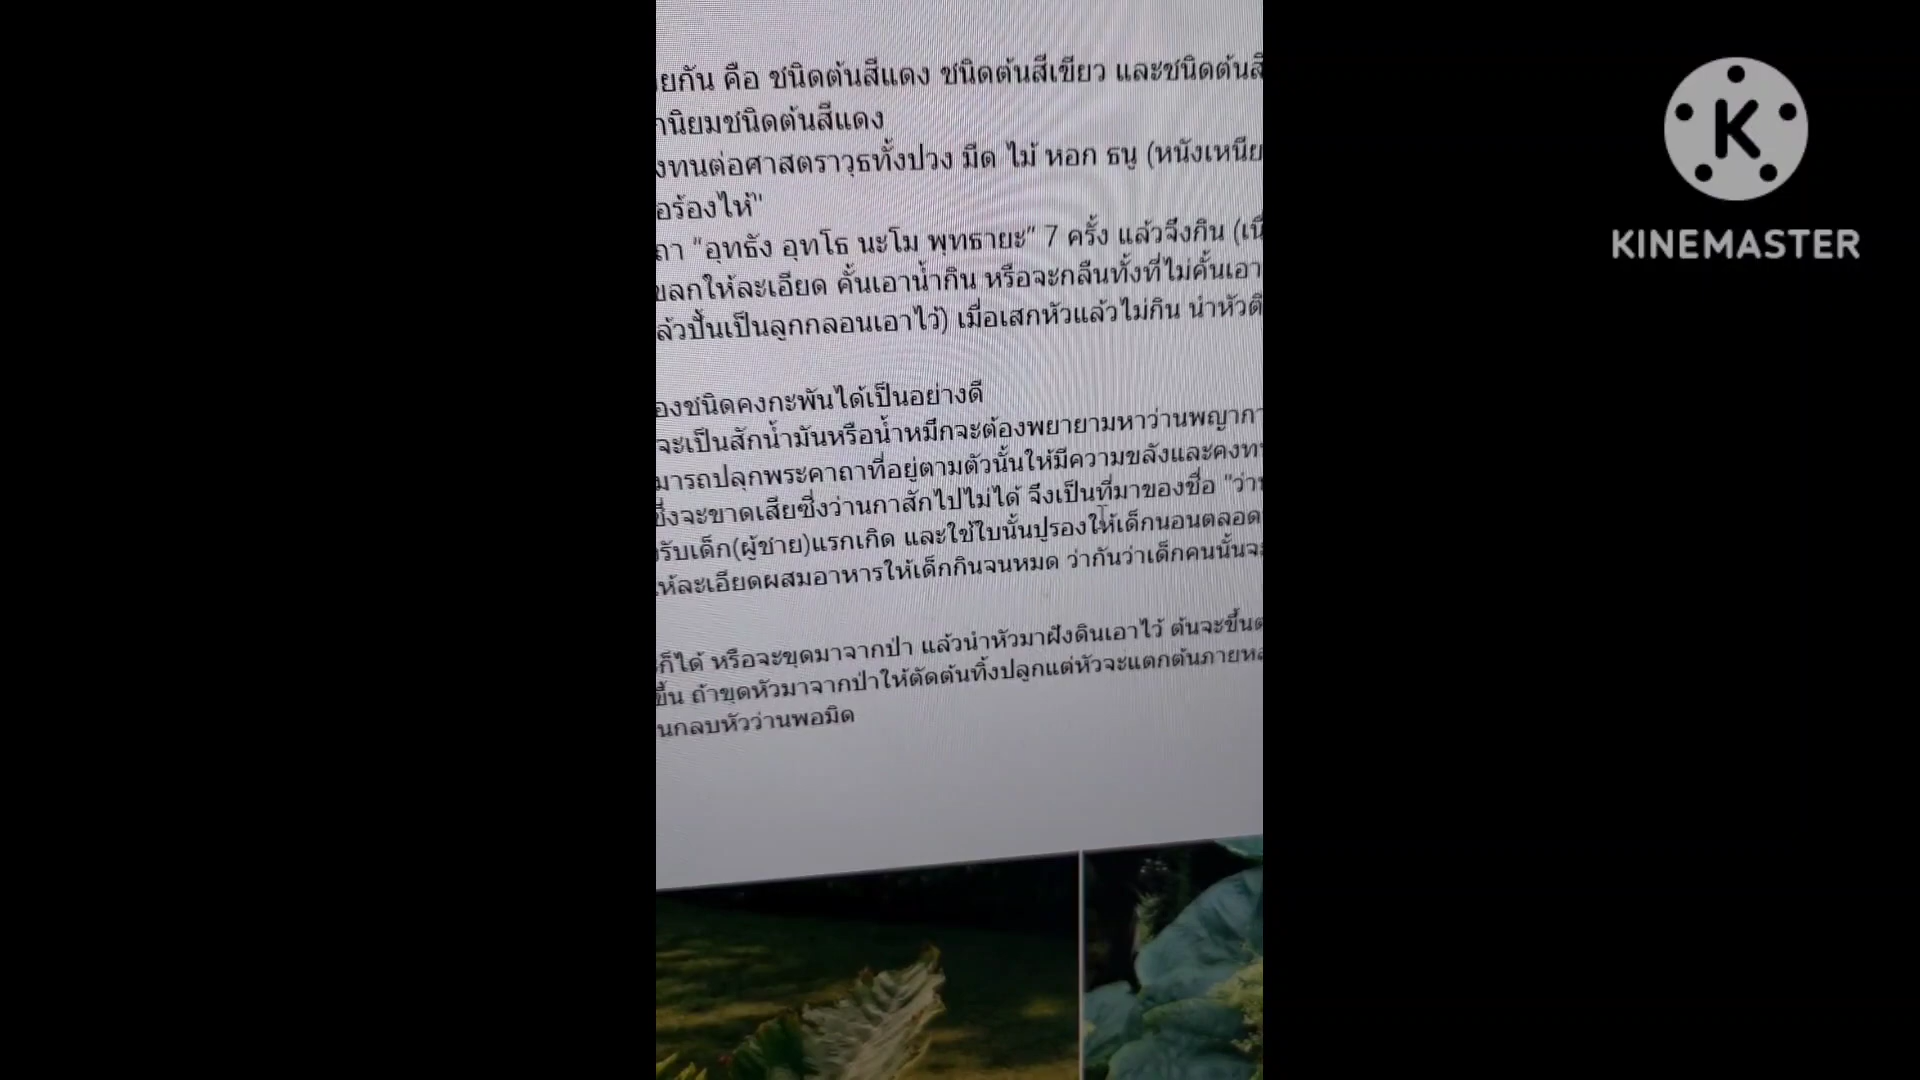 ยกัน คือ ชนิดต้นสีแดง ชนิดต้นสีเขียว และชนิดต้นสี
นิยมชนิดต้นสีแดง
งทนต่อศาสตราวุธทั้งปวง มีด ไม้ หอก ธนู (หนังเหนีย
อร้องไห้"
ถา "อุทธัง อุทโธ นะโม พุทธายะ" 7 ครั้ง แล้วจึงกิน (เนื
ขลกให้ละเอียด คั้นเอาน้ำกิน หรือจะกลืนทั้งที่ไม่คั้นเอา
ล้วปั้นเป็นลูกกลอนเอาไว้) เมื่อเสกหัวแล้วไม่กิน นำหัวติ
องชนิดคงกะพันได้เป็นอย่างดี
จะเป็นสักน้ำมันหรือน้ำหมึกจะต้องพยายามหาว่านพญากา
มารถปลุกพระคาถาที่อยู่ตามตัวนั้นให้มีความขลังและคงท
ซึ่งจะขาดเสียซึ่งว่านกาสักไปไม่ได้ จึงเป็นที่มาของชื่อ "ว่า
รับเด็ก(ผู้ชาย)แรกเกิด และใช้ใบนั้นปูรองให้เด็กนอนตลอด
ให้ละเอียดผสมอาหารให้เด็กกินจนหมด ว่ากันว่าเด็กคนนั้นจะ
ก็ได้ หรือจะขุดมาจากป่า แล้วนำหัวมาฝังดินเอาไว้ ต้นจะขึ้น
ขึ้น ถ้าขุดหัวมาจากป่าให้ตัดต้นทิ้งปลูกแต่หัวจะแตกต้นภายหล
นกลบหัวว่านพอมิด
KINEMASTER